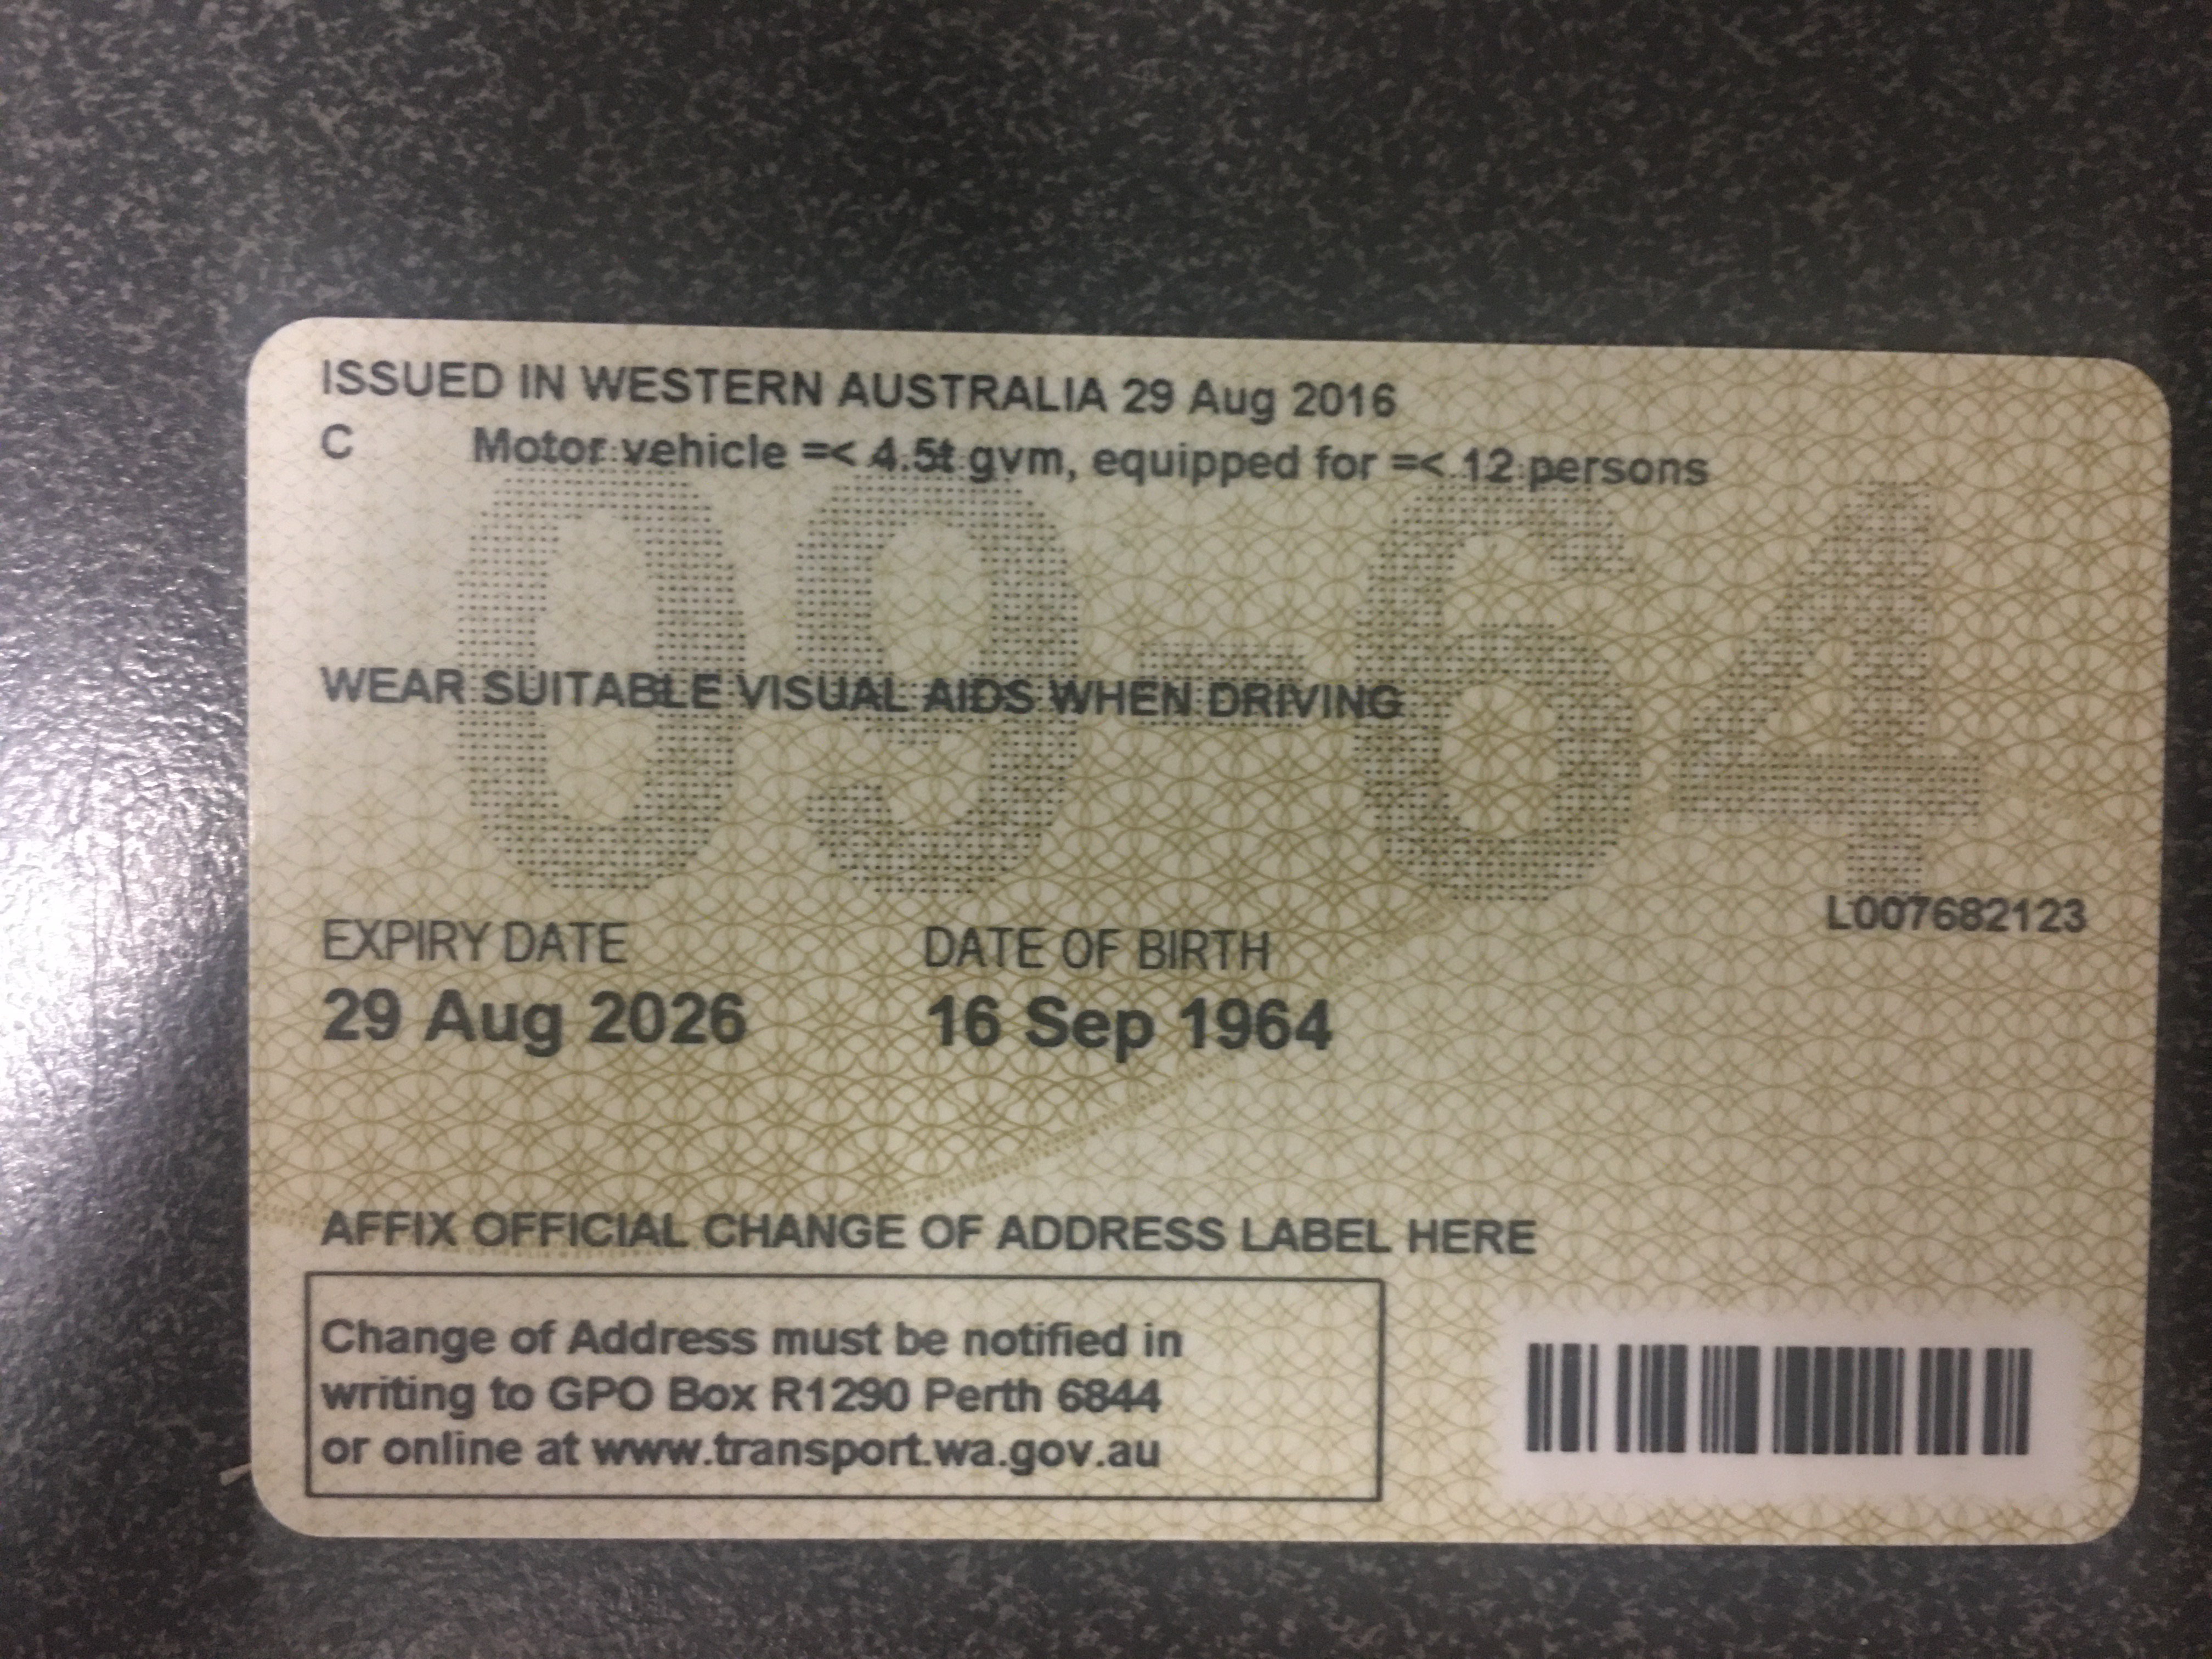 ISSUED IN WESTERN AUSTRALIA 29 Aug 2016
C Motor vehicle =< 4.5t gvm, equipped for =< 12 persons
WEAR SUITABLE VISUAL AIDS WHEN DRIVING
09-64
L007682123
EXPIRY DATE DATE OF BIRTH
29 Aug 2026 16 Sep 1964
AFFIX OFFICIAL CHANGE OF ADDRESS LABEL HERE
Change of Address must be notified in
writing to GPO Box R1290 Perth 6844
or online at www.transport.wa.gov.au